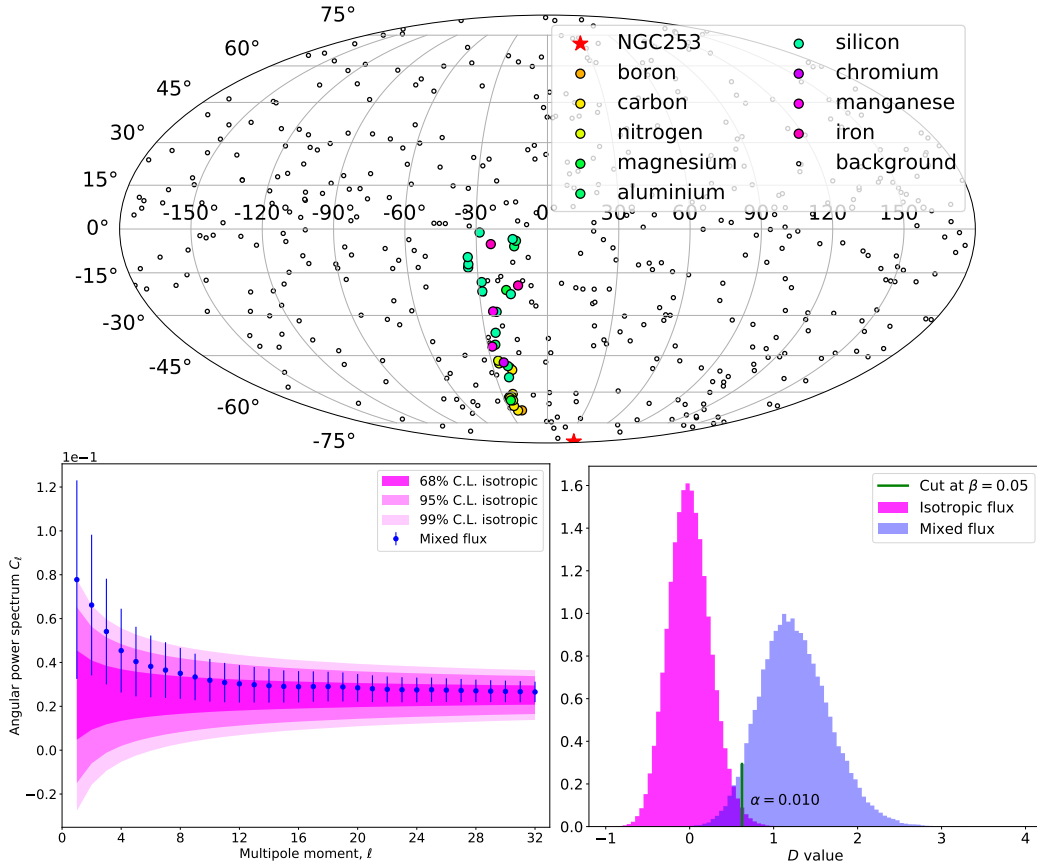 75°
60°
45°
30°
15°
0°
-15°
-30°
-45°
-60°
-75°
-150 -120 -90 -60 -30 0 30 60 90 120 150
NGC253
boron
carbon
nitrogen
magnesium
aluminium
silicon
chromium
manganese
iron
background
1e−1
Angular power spectrum Cℓ
1.2
1.0
0.8
0.6
0.4
0.2
0.0
−0.2
0 4 8 12 16 20 24 28 32
Multipole moment, ℓ
68% C.L. isotropic
95% C.L. isotropic
99% C.L. isotropic
Mixed flux
1.6
1.4
1.2
1.0
0.8
0.6
0.4
0.2
0.0
−1 0 1 2 3 4
D value
Cut at β = 0.05
Isotropic flux
Mixed flux
α = 0.010